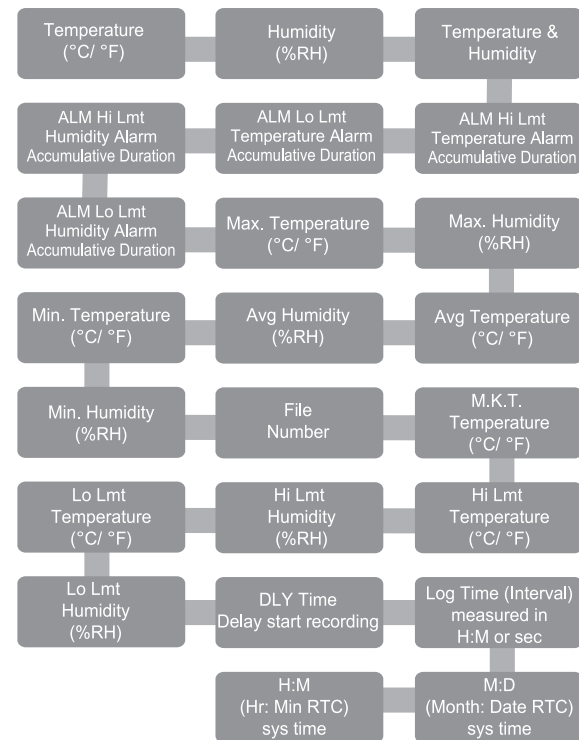 Temperature
(°C/ °F)
Humidity
(%RH)
Temperature &
Humidity
ALM Hi Lmt
Humidity Alarm
Accumulative Duration
ALM Lo Lmt
Temperature Alarm
Accumulative Duration
ALM Hi Lmt
Temperature Alarm
Accumulative Duration
ALM Lo Lmt
Humidity Alarm
Accumulative Duration
Max. Temperature
(°C/ °F)
Max. Humidity
(%RH)
Min. Temperature
(°C/ °F)
Avg Humidity
(%RH)
Avg Temperature
(°C/ °F)
Min. Humidity
(%RH)
File
Number
M.K.T.
Temperature
(°C/ °F)
Lo Lmt
Temperature
(°C/ °F)
Hi Lmt
Humidity
(%RH)
Hi Lmt
Temperature
(°C/ °F)
Lo Lmt
Humidity
(%RH)
DLY Time
Delay start recording
Log Time (Interval)
measured in
H:M or sec
H:M
(Hr: Min RTC)
sys time
M:D
(Month: Date RTC)
sys time